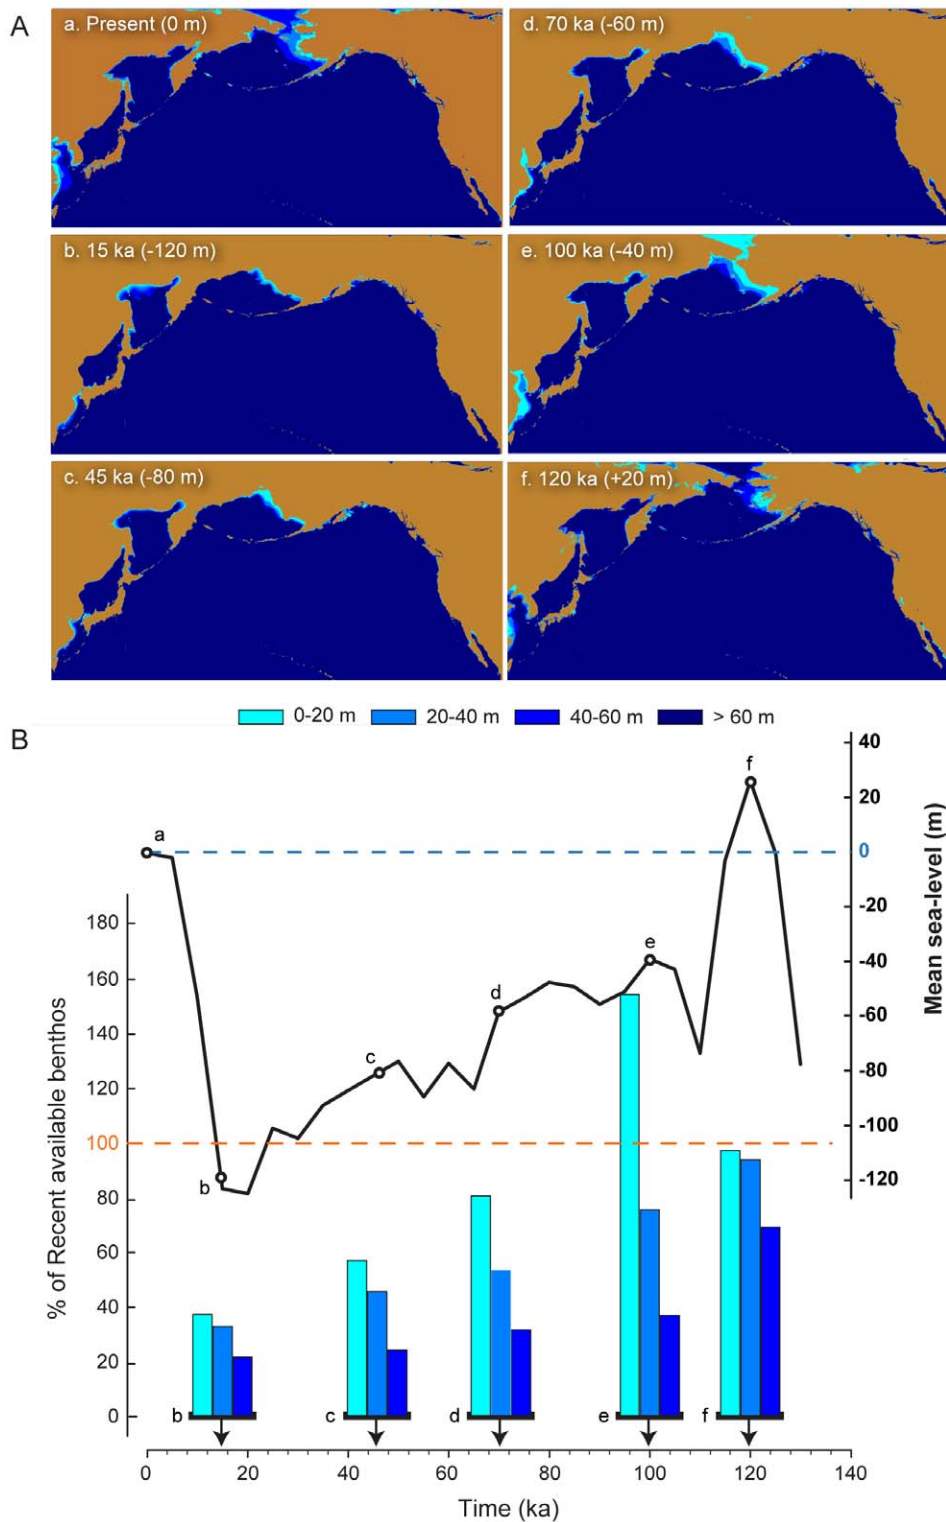 A
a. Present (0 m)
d. 70 ka (-60 m)
b. 15 ka (-120 m)
e. 100 ka (-40 m)
c. 45 ka (-80 m)
f. 120 ka (+20 m)
0-20 m
20-40 m
40-60 m
> 60 m
B
40
20
0
-20
-40
-60
-80
-100
-120
Mean sea-level (m)
a
b
c
d
e
f
180
160
140
120
100
80
60
40
20
0
% of Recent available benthos
b
c
d
e
f
0
20
40
60
80
100
120
140
Time (ka)